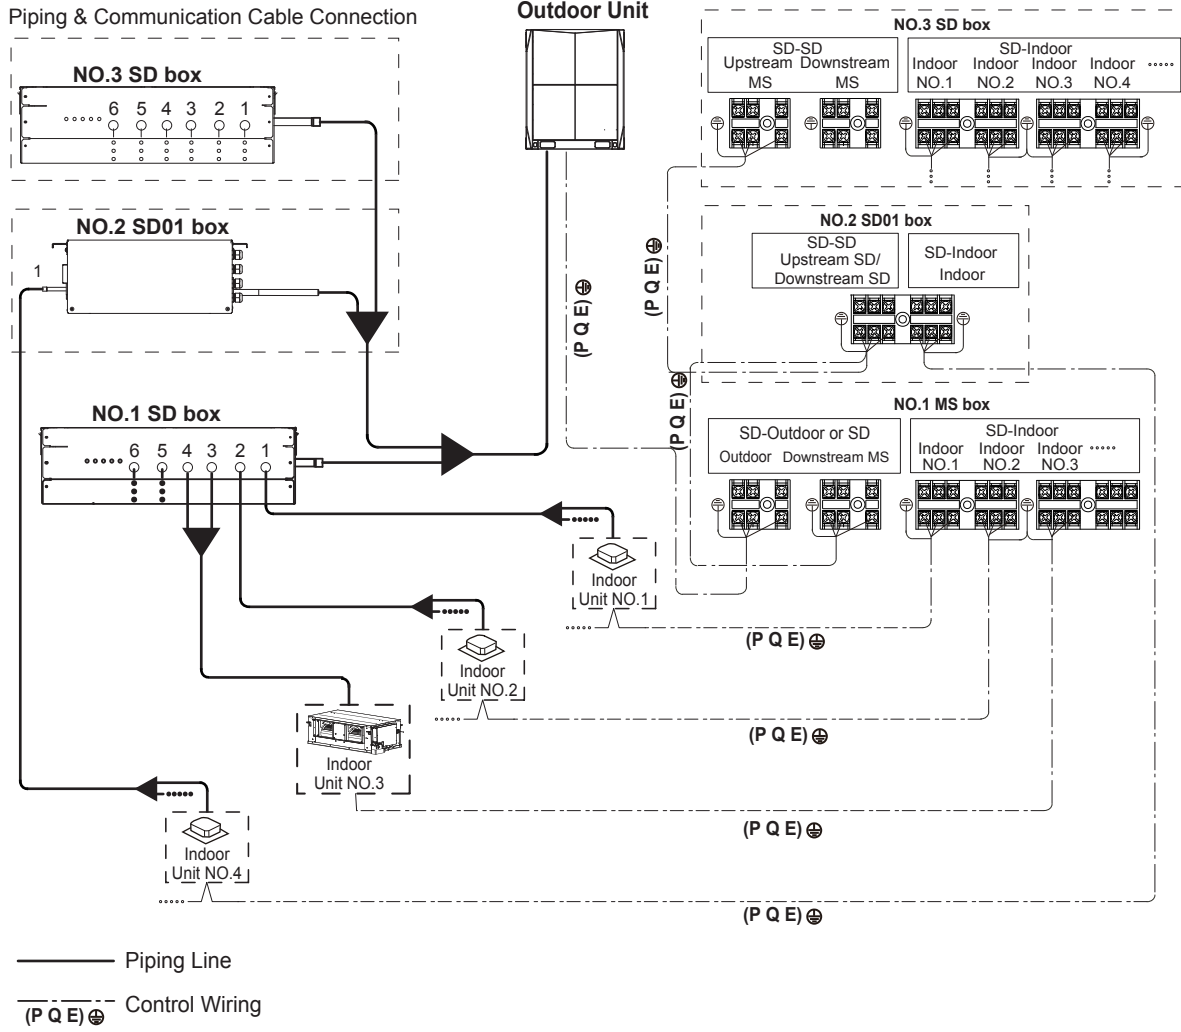 Piping & Communication Cable Connection
Outdoor Unit
NO.3 SD box
6 5 4 3 2 1
NO.2 SD01 box
1
NO.1 SD box
6 5 4 3 2 1
Indoor
Unit NO.1
Indoor
Unit NO.2
Indoor
Unit NO.3
Indoor
Unit NO.4
NO.3 SD box
SD-SD
Upstream Downstream
MS MS
SD-Indoor
Indoor Indoor Indoor Indoor
NO.1 NO.2 NO.3 NO.4
NO.2 SD01 box
SD-SD
Upstream SD/
Downstream SD
SD-Indoor
Indoor
NO.1 MS box
SD-Outdoor or SD
Outdoor Downstream MS
SD-Indoor
Indoor Indoor Indoor
NO.1 NO.2 NO.3
(P Q E)
(P Q E)
(P Q E)
(P Q E)
(P Q E)
(P Q E)
(P Q E)
Piping Line
(P Q E) Control Wiring